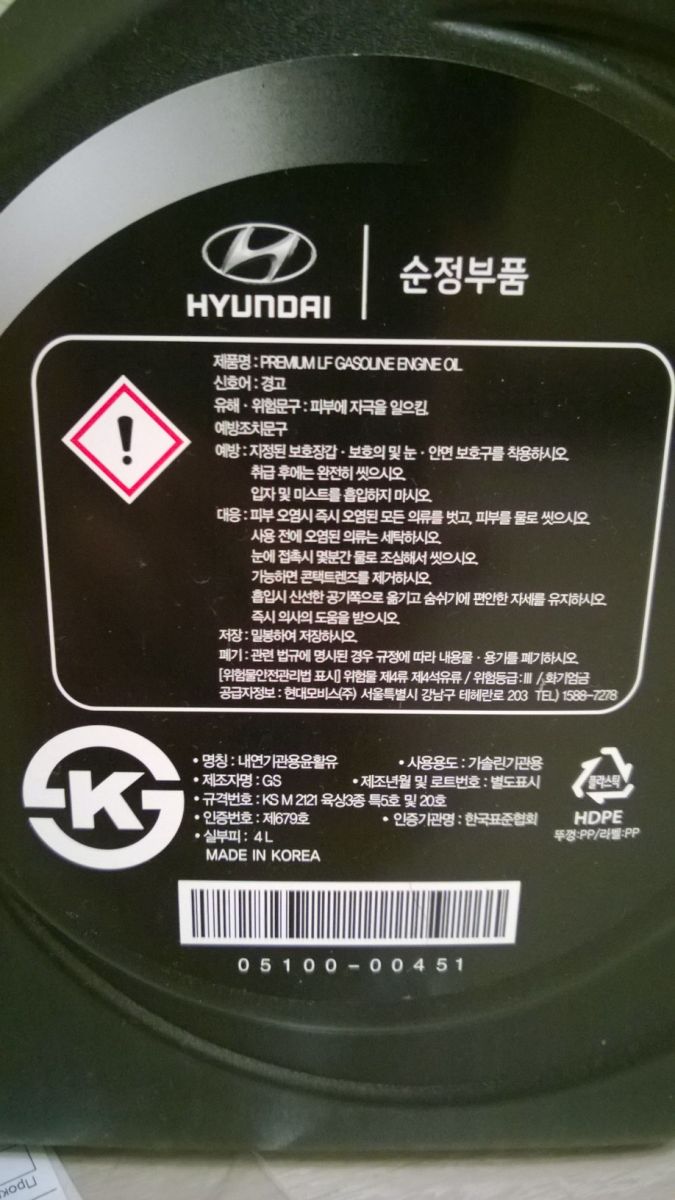 HYUNDAI
순정부품
제품명 : PREMIUM LF GASOLINE ENGINE OIL
신호어 : 경고
유해 · 위험문구 : 피부에 자극을 일으킴.
예방조치문구
예방 : 지정된 보호장갑 · 보호의 및 눈 · 안면 보호구를 착용하시오.
취급 후에는 완전히 씻으시오.
입자 및 미스트를 흡입하지 마시오.
대응 : 피부 오염시 즉시 오염된 모든 의류를 벗고, 피부를 물로 씻으시오.
사용 전에 오염된 의류는 세탁하시오.
눈에 접촉시 몇분간 물로 조심해서 씻으시오.
가능하면 콘택트렌즈를 제거하시오.
흡입시 신선한 공기쪽으로 옮기고 숨쉬기에 편안한 자세를 유지하시오.
즉시 의사의 도움을 받으시오.
저장 : 밀봉하여 저장하시오.
폐기 : 관련 법규에 명시된 경우 규정에 따라 내용물 · 용기를 폐기하시오.
[위험물안전관리법 표시] 위험물 제4류 제4석유류 / 위험등급 : III / 화기엄금
공급자정보 : 현대모비스(주) 서울특별시 강남구 테헤란로 203 TEL) 1588-7278
K
• 명칭 : 내연기관용윤활유 • 사용용도 : 가솔린기관용
• 제조자명 : GS • 제조년월 및 로트번호 : 별도표시
• 규격번호 : KS M 2121 육상3종 특5호 및 20호
• 인증번호 : 제679호 • 인증기관명 : 한국표준협회
• 실부피 : 4 L
MADE IN KOREA
플라스틱
HDPE
뚜껑:PP/라벨:PP
05100-00451